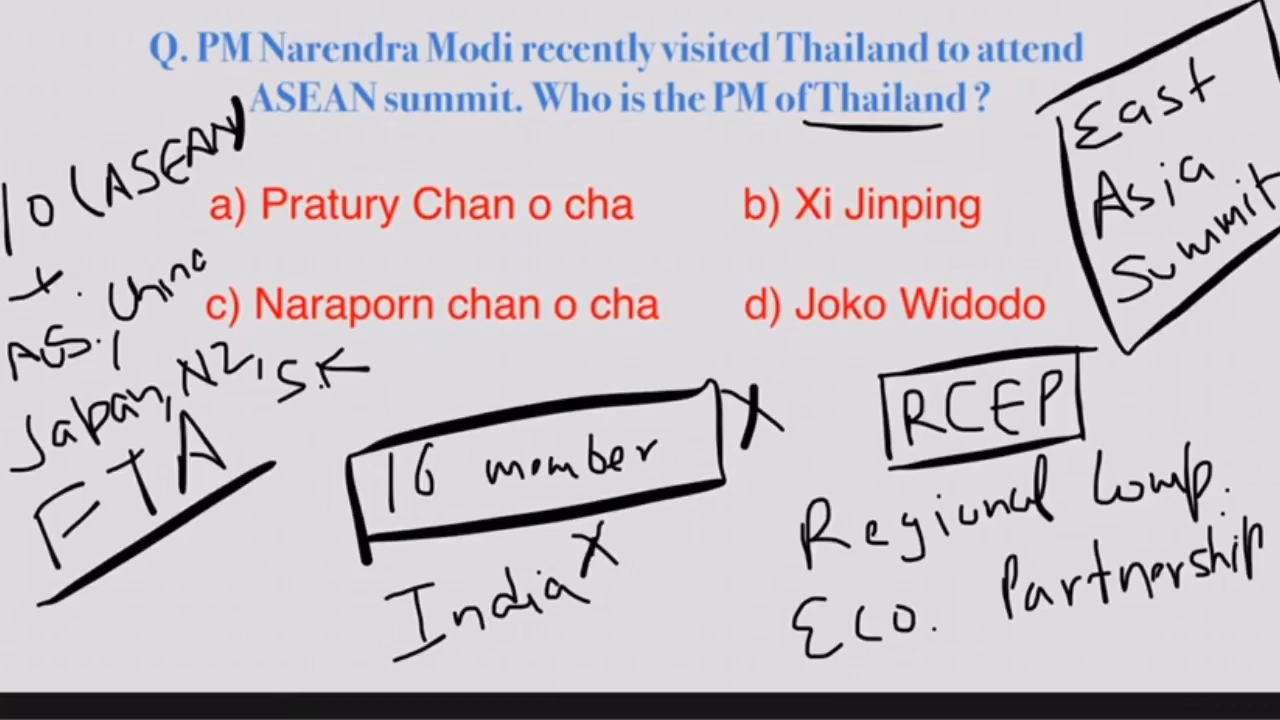 Q. PM Narendra Modi recently visited Thailand to attend
ASEAN summit. Who is the PM of Thailand ?
a) Pratury Chan o cha
b) Xi Jinping
c) Naraporn chan o cha
d) Joko Widodo
East
Asia
Summit
10 (ASEAN)
+ China
AUS.
Japan, NZ, S.K
FTA
16 member X
India X
RCEP
Regional Comp.
Eco. Partnership